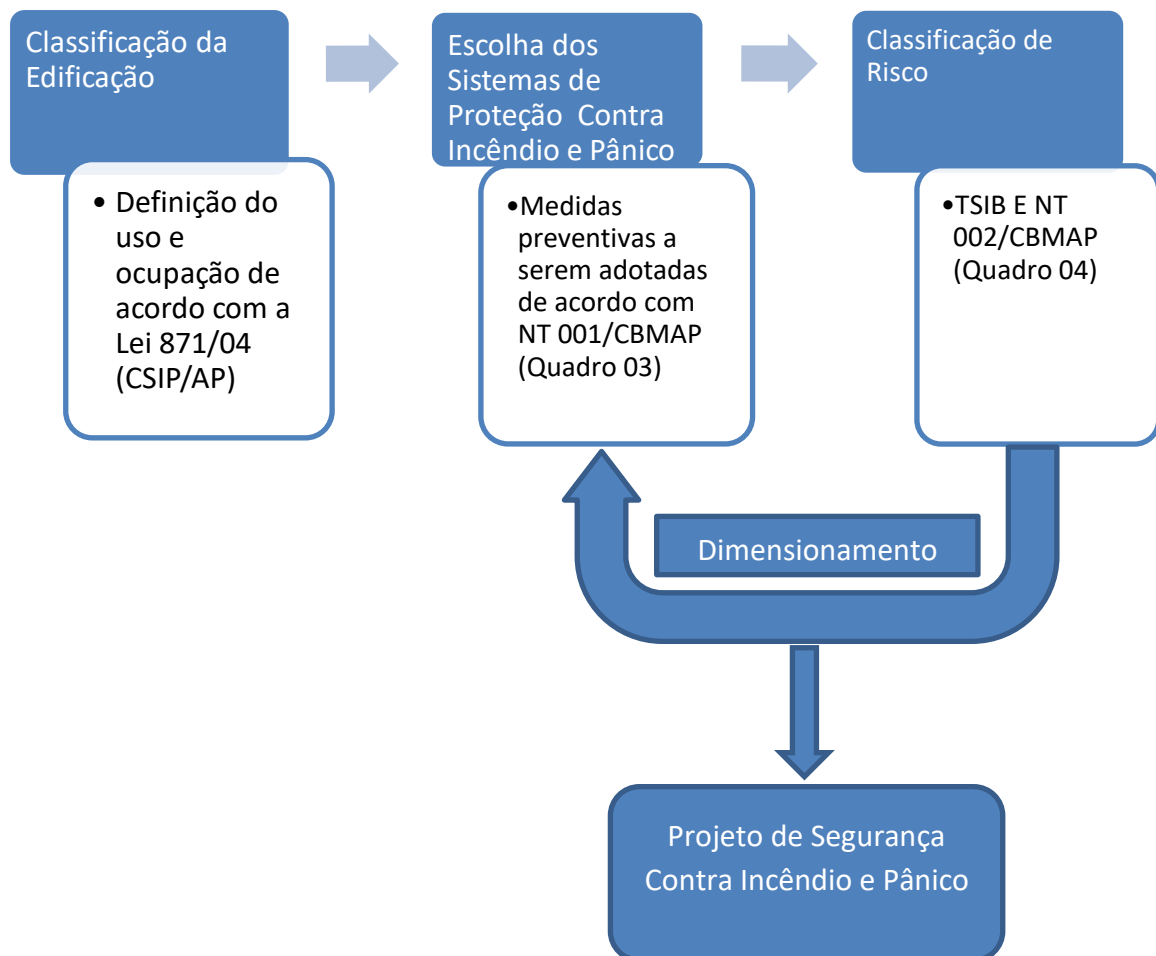 Classificação da
Edificação
• Definição do
uso e
ocupação de
acordo com a
Lei 871/04
(CSIP/AP)
Escolha dos
Sistemas de
Proteção Contra
Incêndio e Pânico
•Medidas
preventivas a
serem adotadas
de acordo com
NT 001/CBMAP
(Quadro 03)
Classificação de
Risco
•TSIB E NT
002/CBMAP
(Quadro 04)
Dimensionamento
Projeto de Segurança
Contra Incêndio e Pânico